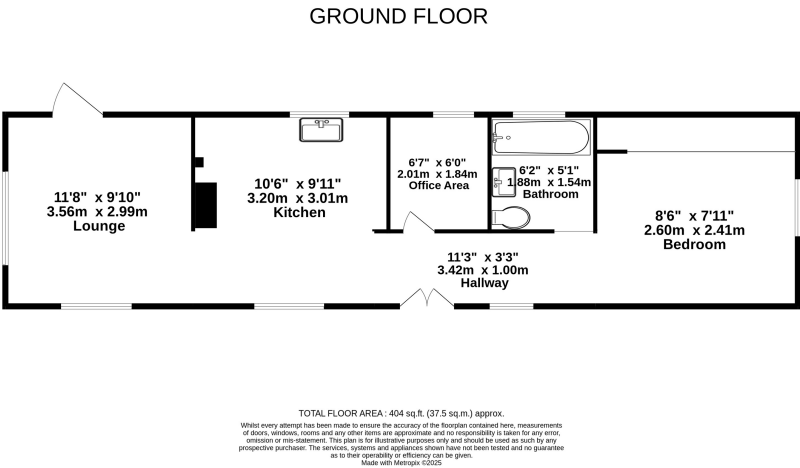 GROUND FLOOR
11'8" x 9'10"
3.56m x 2.99m
Lounge
10'6" x 9'11"
3.20m x 3.01m
Kitchen
6'7" x 6'0"
2.01m x 1.84m
Office Area
6'2" x 5'1"
1.88m x 1.54m
Bathroom
8'6" x 7'11"
2.60m x 2.41m
Bedroom
11'3" x 3'3"
3.42m x 1.00m
Hallway
TOTAL FLOOR AREA : 404 sq.ft. (37.5 sq.m.) approx.
Whilst every attempt has been made to ensure the accuracy of the floorplan contained here, measurements
of doors, windows, rooms and any other items are approximate and no responsibility is taken for any error,
omission or mis-statement. This plan is for illustrative purposes only and should be used as such by any
prospective purchaser. The services, systems and appliances shown have not been tested and no guarantee
as to their operability or efficiency can be given.
Made with Metropix ©2025